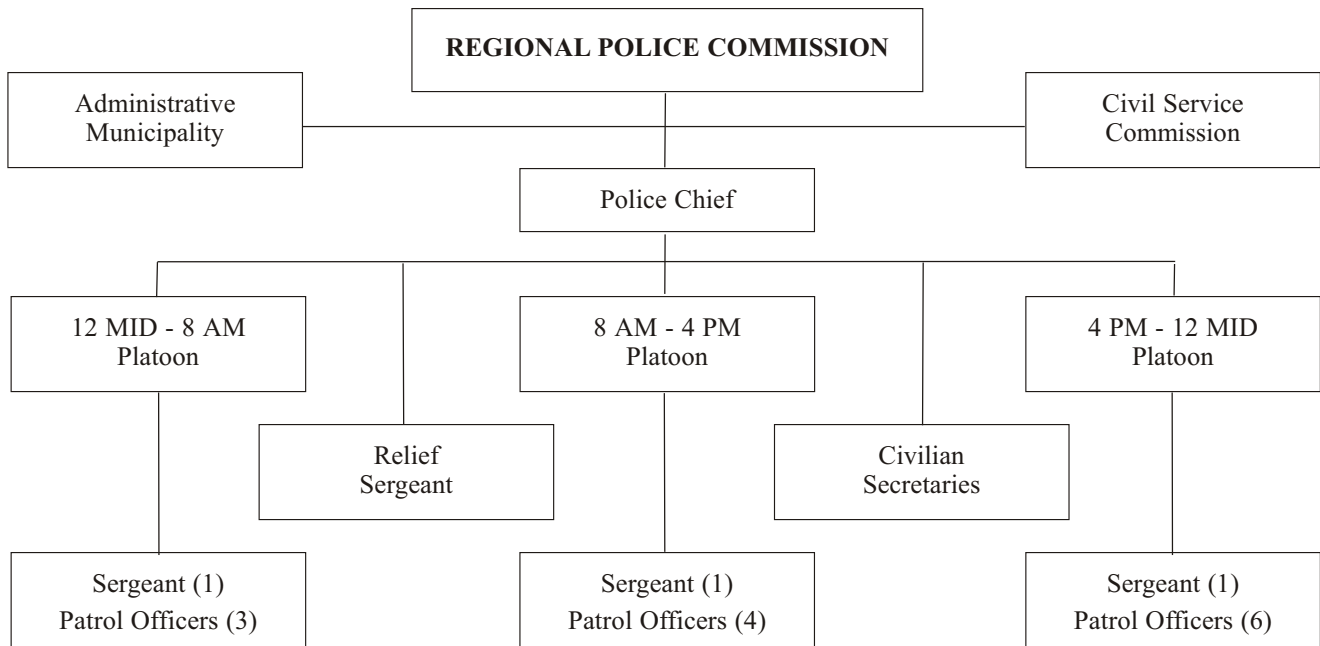 REGIONAL POLICE COMMISSION
Administrative
Municipality
Civil Service
Commission
Police Chief
12 MID - 8 AM
Platoon
8 AM - 4 PM
Platoon
4 PM - 12 MID
Platoon
Relief
Sergeant
Civilian
Secretaries
Sergeant (1)
Patrol Officers (3)
Sergeant (1)
Patrol Officers (4)
Sergeant (1)
Patrol Officers (6)